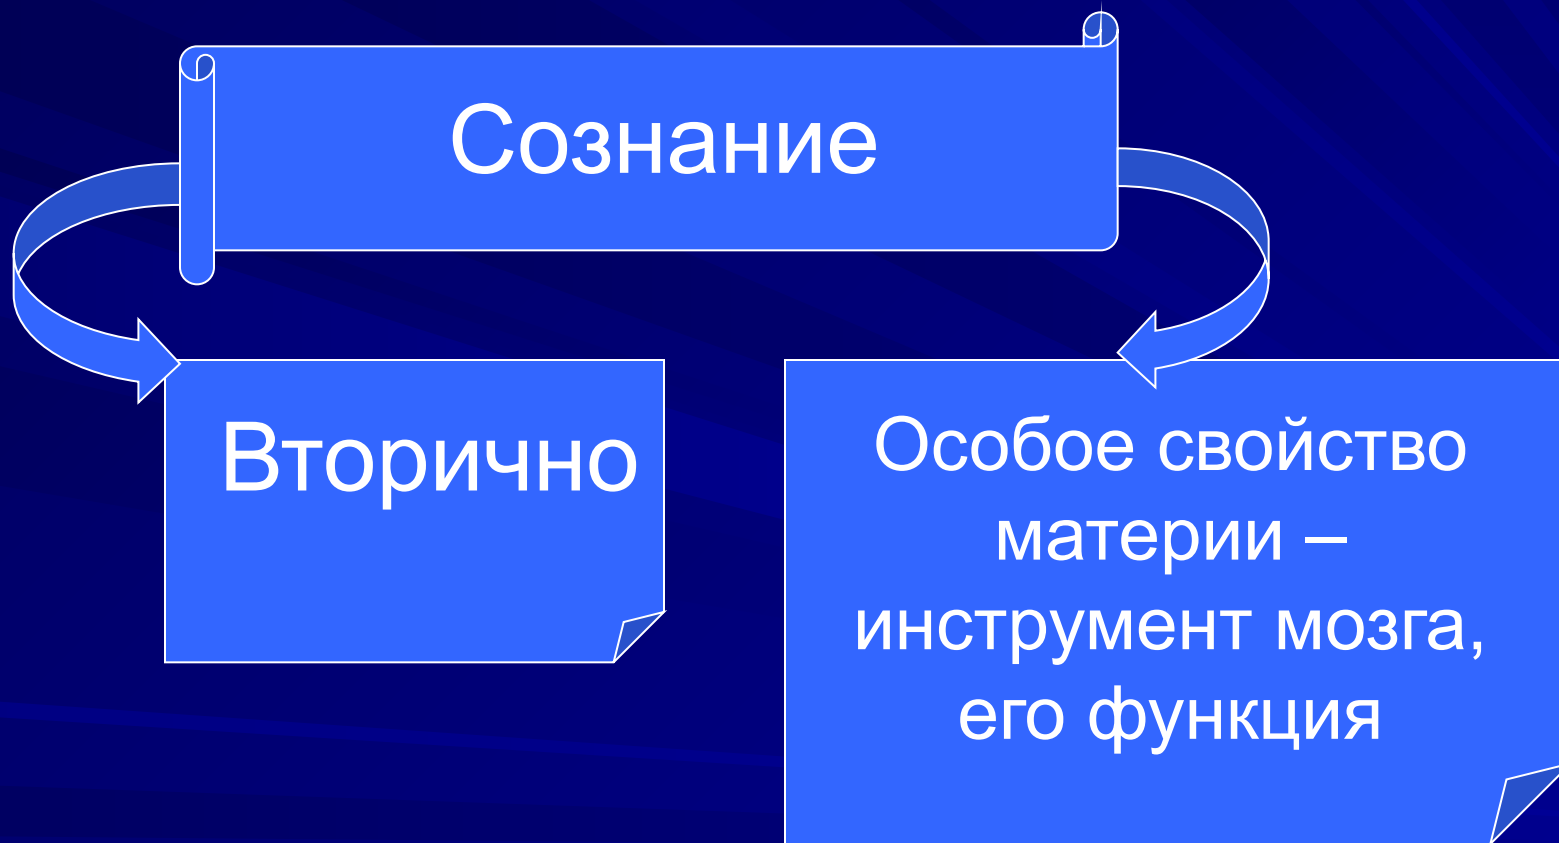 Сознание
Вторично
Особое свойство
материи –
инструмент мозга,
его функция